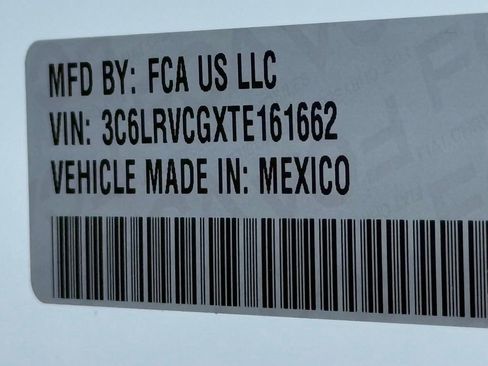 MFD BY: FCA US LLC
VIN: 3C6LRVCGXTE161662
VEHICLE MADE IN: MEXICO